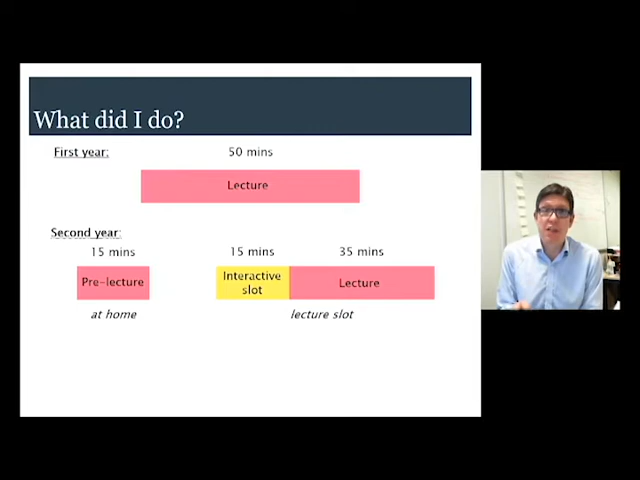 What did I do?
First year:
50 mins
Lecture
Second year:
15 mins
15 mins
35 mins
Pre-lecture
Interactive
slot
Lecture
at home
lecture slot